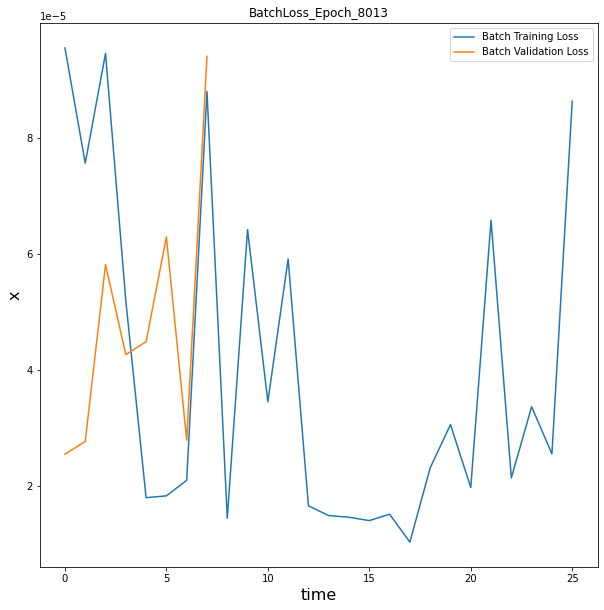 BatchLoss_Epoch_8013
1e−5
Batch Training Loss
Batch Validation Loss
8
6
4
2
x
0 5 10 15 20 25
time